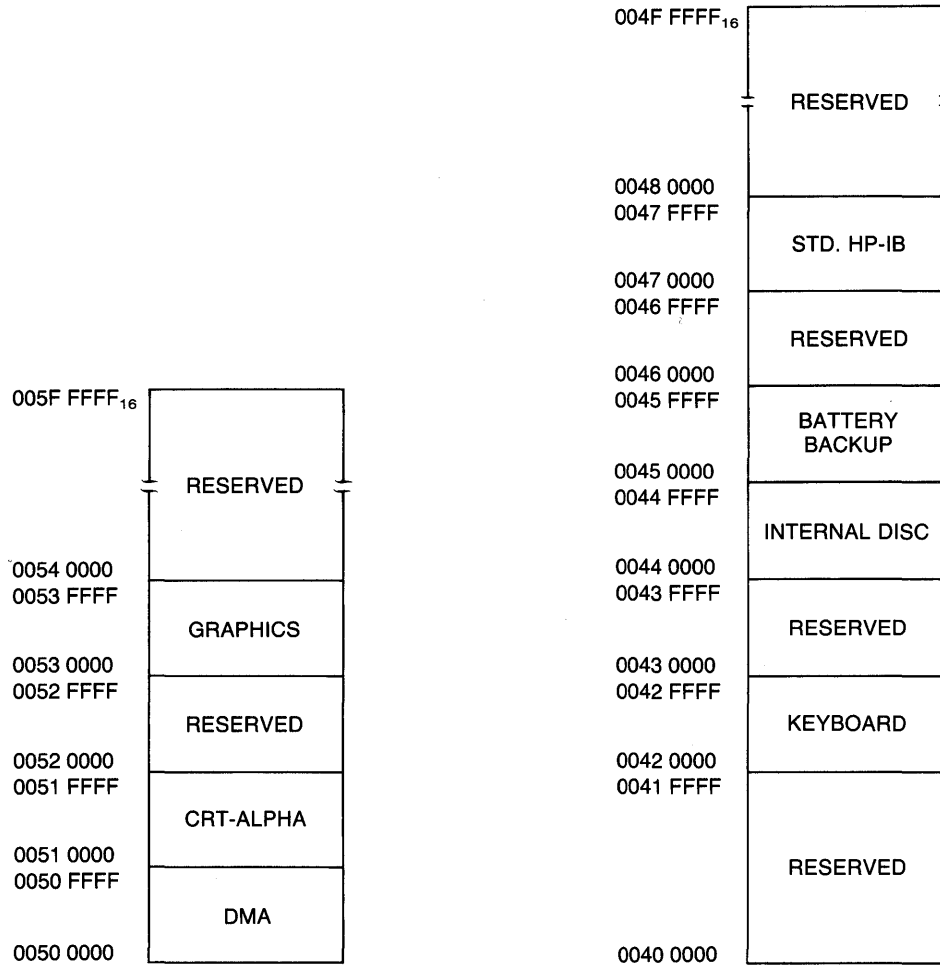 005F FFFF₁₆
RESERVED
0054 0000
0053 FFFF
GRAPHICS
0053 0000
0052 FFFF
RESERVED
0052 0000
0051 FFFF
CRT-ALPHA
0051 0000
0050 FFFF
DMA
0050 0000
004F FFFF₁₆
RESERVED
0048 0000
0047 FFFF
STD. HP-IB
0047 0000
0046 FFFF
RESERVED
0046 0000
0045 FFFF
BATTERY
BACKUP
0045 0000
0044 FFFF
INTERNAL DISC
0044 0000
0043 FFFF
RESERVED
0043 0000
0042 FFFF
KEYBOARD
0042 0000
0041 FFFF
RESERVED
0040 0000